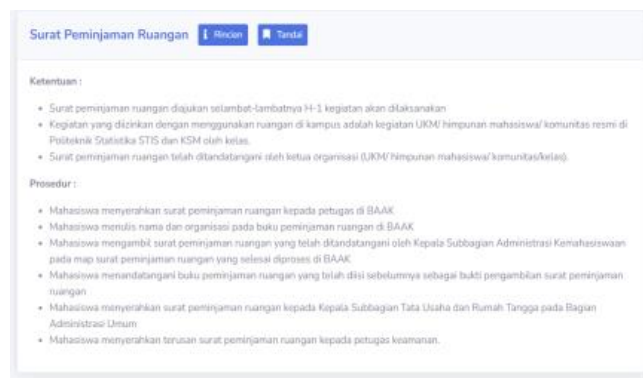 Surat Peminjaman Ruangan
Rincian
Tandai
Ketentuan :
Surat peminjaman ruangan diajukan selambat-lambatnya H-1 kegiatan akan dilaksanakan
Kegiatan yang diizinkan dengan menggunakan ruangan di kampus adalah kegiatan UKM/ himpunan mahasiswa/ komunitas resmi di
Politeknik Statistika STIS dan KSM oleh kelas.
Surat peminjaman ruangan telah ditandatangani oleh ketua organisasi (UKM/ himpunan mahasiswa/ komunitas/kelas).
Prosedur :
Mahasiswa menyerahkan surat peminjaman ruangan kepada petugas di BAAK
Mahasiswa menulis nama dan organisasi pada buku peminjaman ruangan di BAAK
Mahasiswa mengambil surat peminjaman ruangan yang telah ditandatangani oleh Kepala Subbagian Administrasi Kemahasiswaan
pada map surat peminjaman ruangan yang selesai diproses di BAAK
Mahasiswa menandatangani buku peminjaman ruangan yang telah diisi sebelumnya sebagai bukti pengambilan surat peminjaman
ruangan
Mahasiswa menyerahkan surat peminjaman ruangan kepada Kepala Subbagian Tata Usaha dan Rumah Tangga pada Bagian
Administrasi Umum
Mahasiswa menyerahkan terusan surat peminjaman ruangan kepada petugas keamanan.